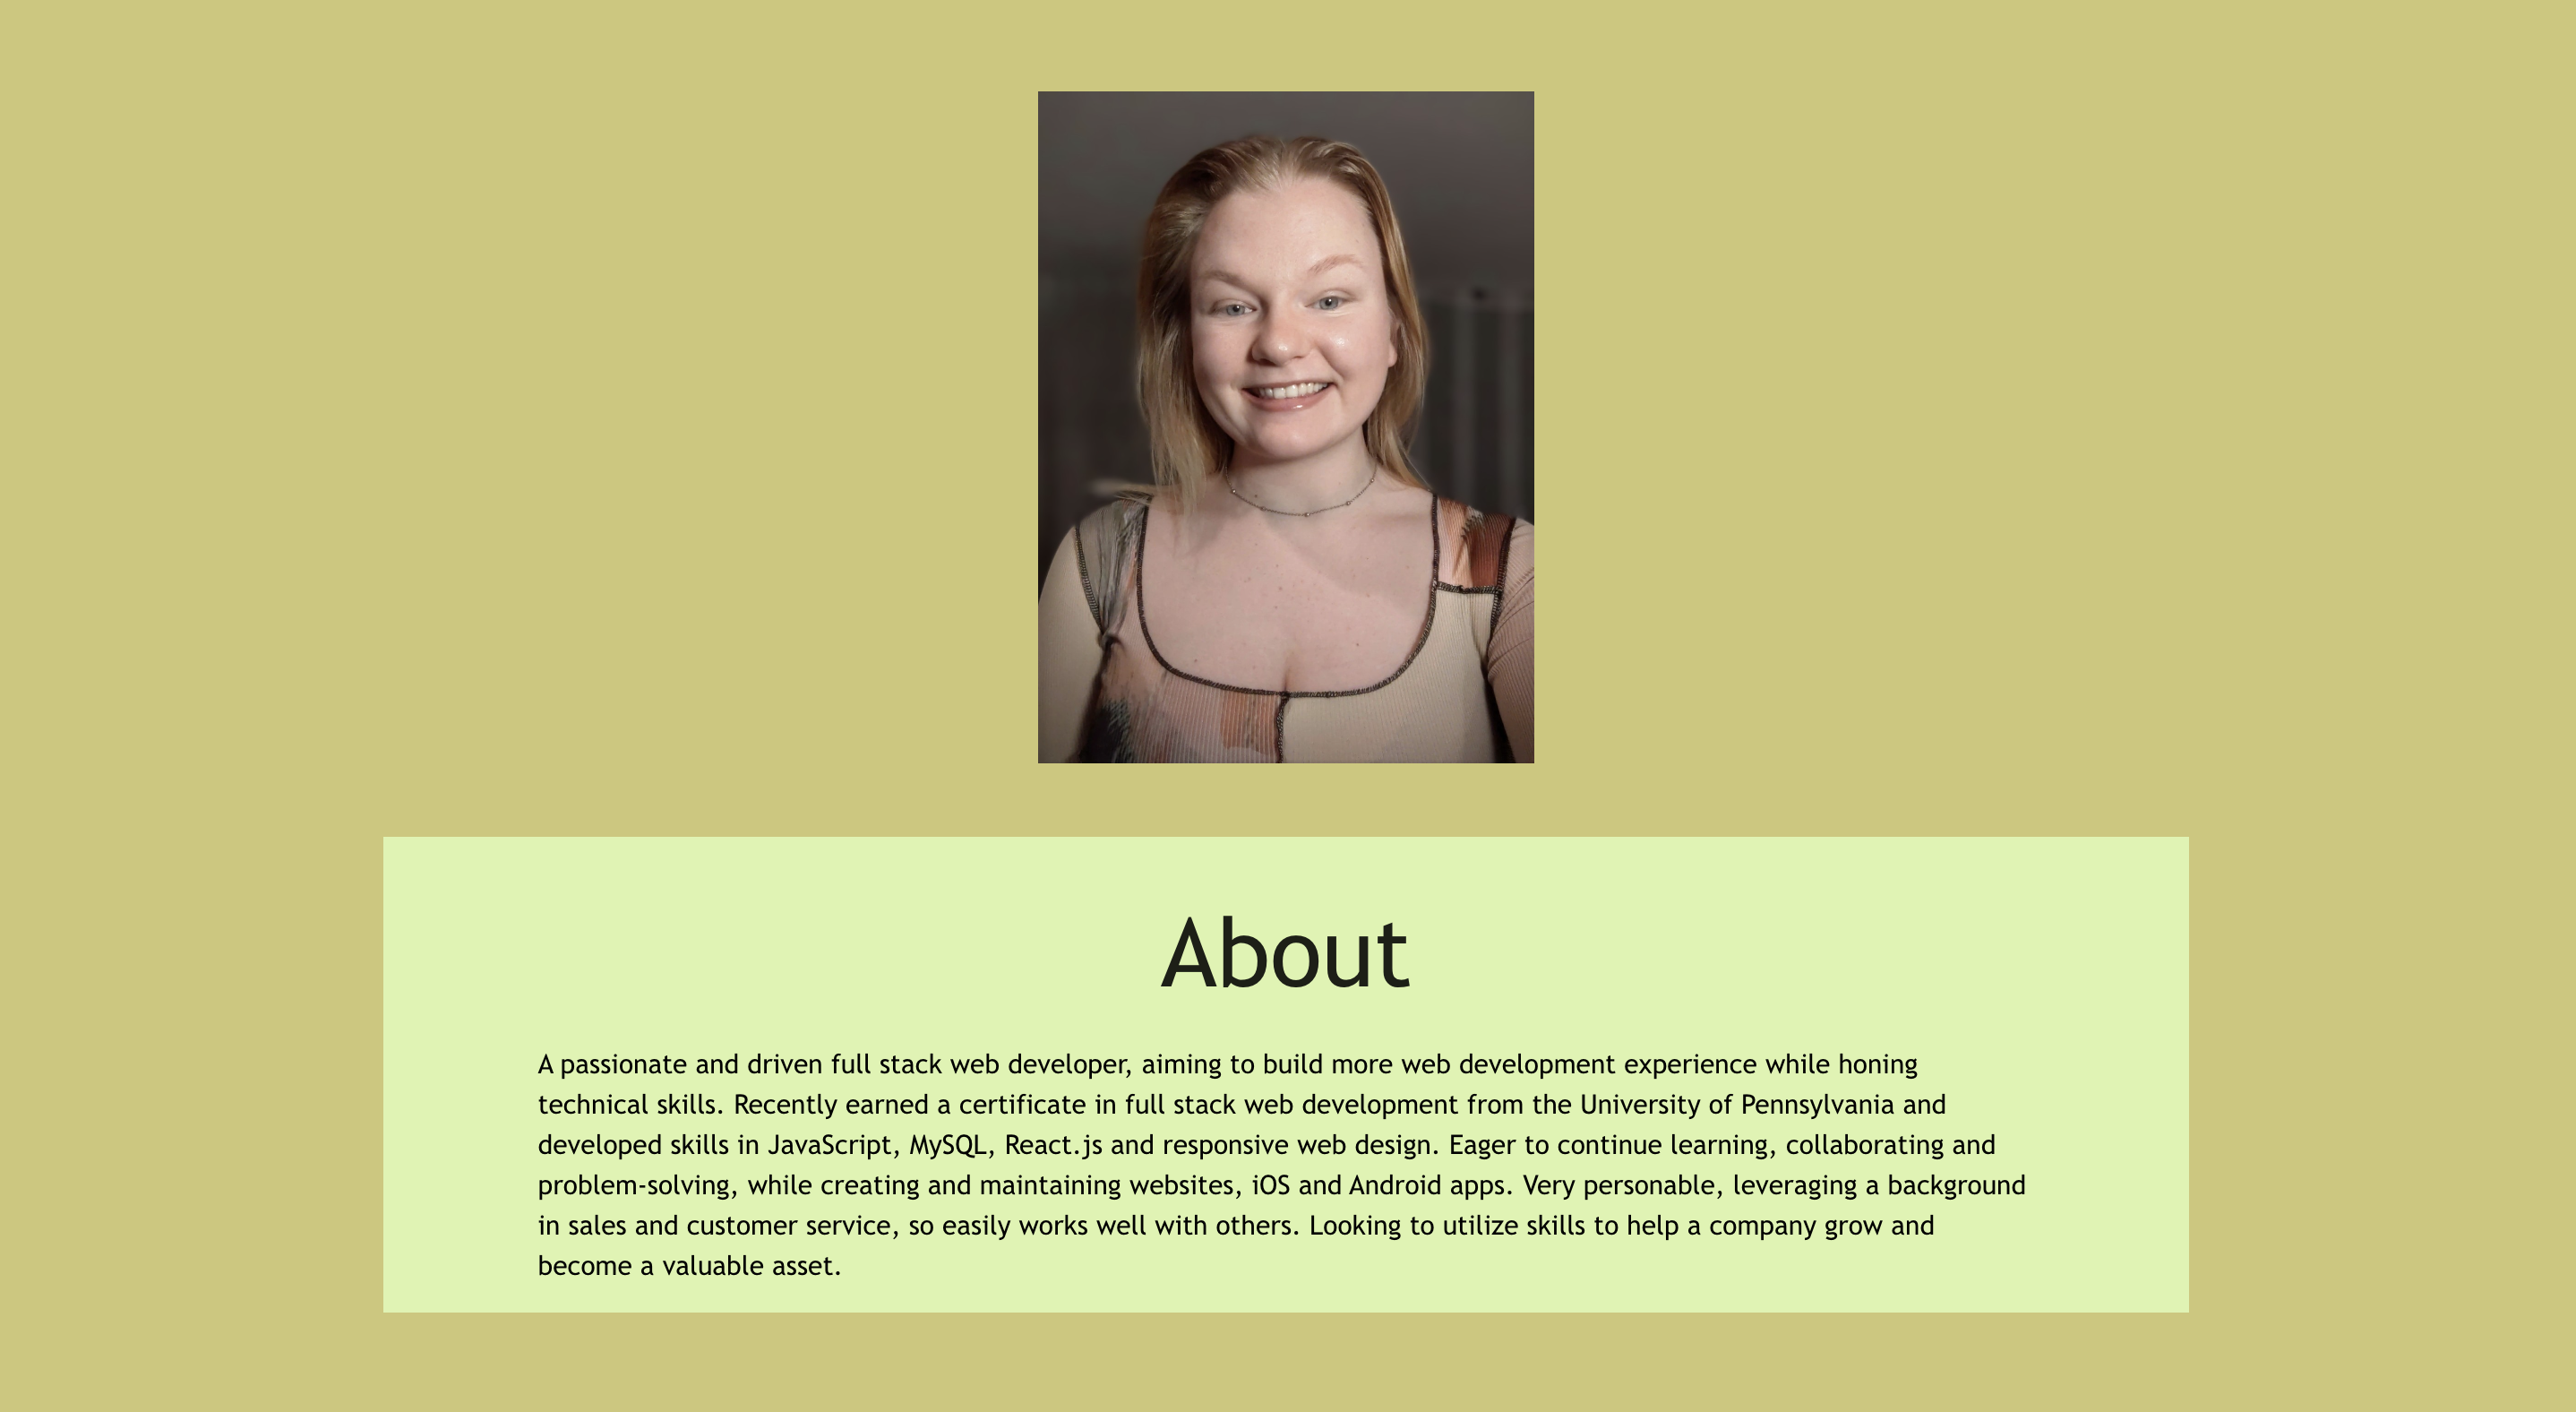 About
A passionate and driven full stack web developer, aiming to build more web development experience while honing
technical skills. Recently earned a certificate in full stack web development from the University of Pennsylvania and
developed skills in JavaScript, MySQL, React.js and responsive web design. Eager to continue learning, collaborating and
problem-solving, while creating and maintaining websites, iOS and Android apps. Very personable, leveraging a background
in sales and customer service, so easily works well with others. Looking to utilize skills to help a company grow and
become a valuable asset.